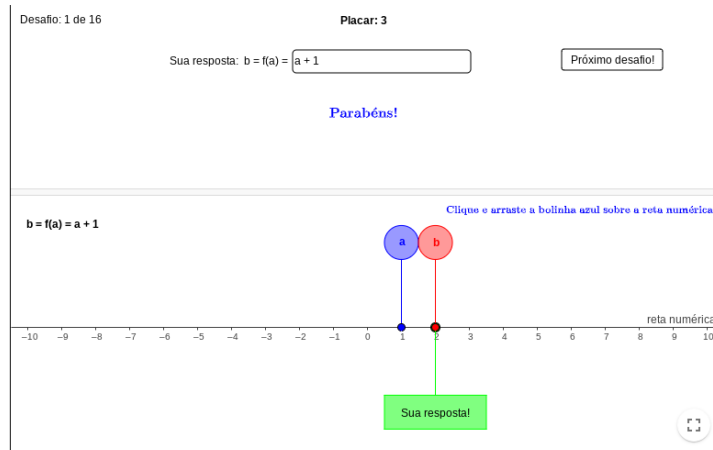 Desafio: 1 de 16
Placar: 3
Sua resposta: b = f(a) = a + 1
Próximo desafio!
Parabéns!
Clique e arraste a bolinha azul sobre a reta numérica
b = f(a) = a + 1
a
b
reta numérica
–10 –9 –8 –7 –6 –5 –4 –3 –2 –1 0 1 2 3 4 5 6 7 8 9 10
Sua resposta!